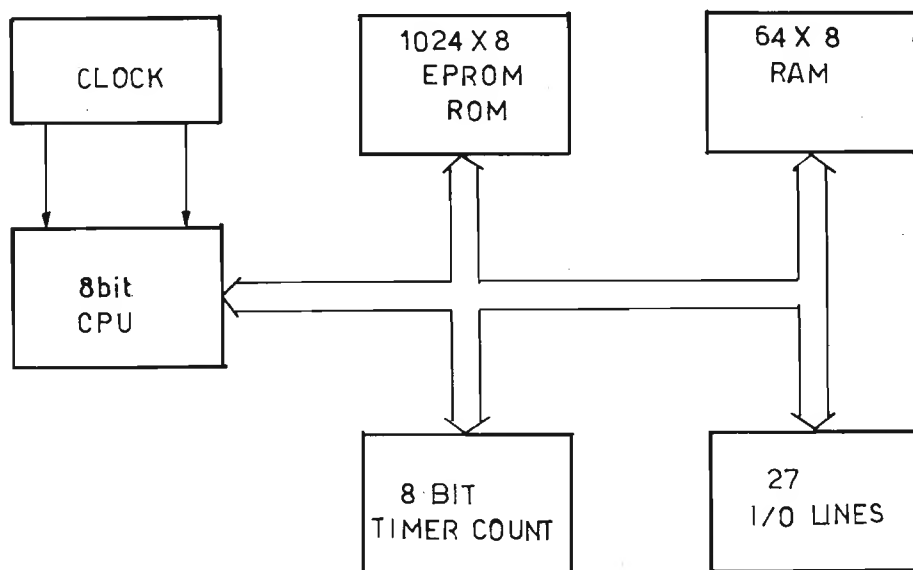 CLOCK
1024 X 8
EPROM
ROM
64 X 8
RAM
8bit
CPU
8 BIT
TIMER COUNT
27
I/O LINES